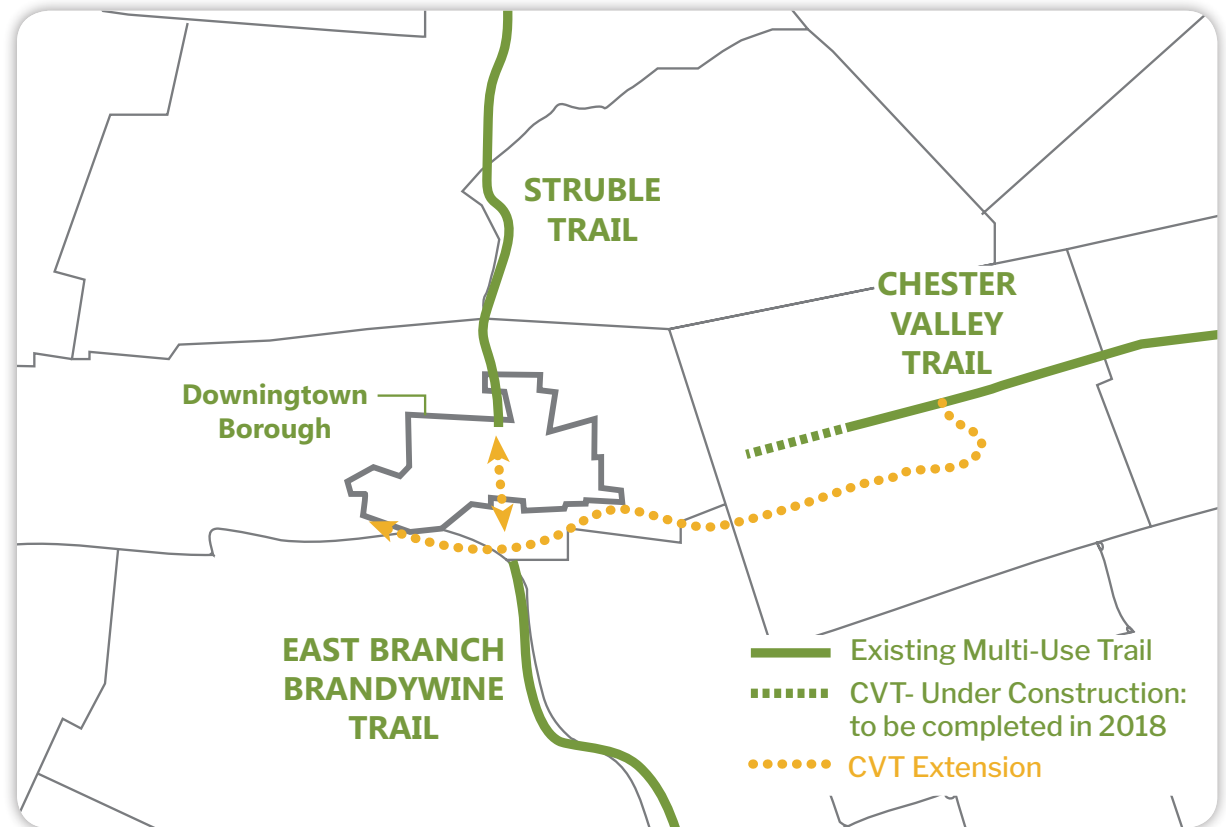 STRUBLE
TRAIL
CHESTER
VALLEY
TRAIL
Downingtown
Borough
EAST BRANCH
BRANDYWINE
TRAIL
Existing Multi-Use Trail
CVT- Under Construction:
to be completed in 2018
CVT Extension